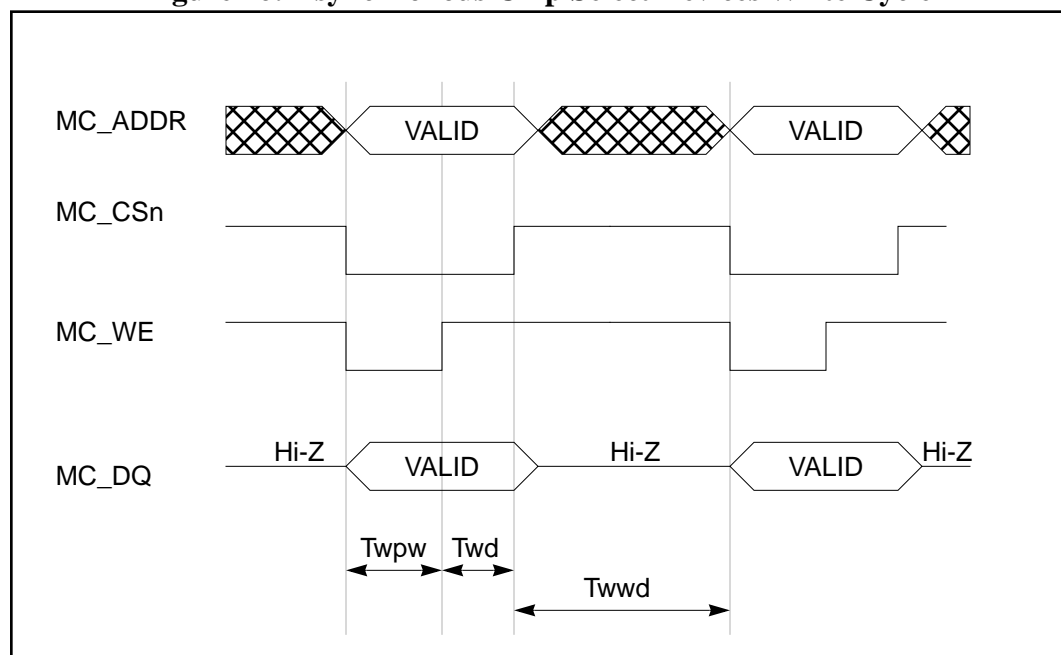 MC_ADDR VALID VALID
MC_CSn
MC_WE
Hi-Z Hi-Z Hi-Z
MC_DQ VALID VALID
Twpw Twd
Twwd